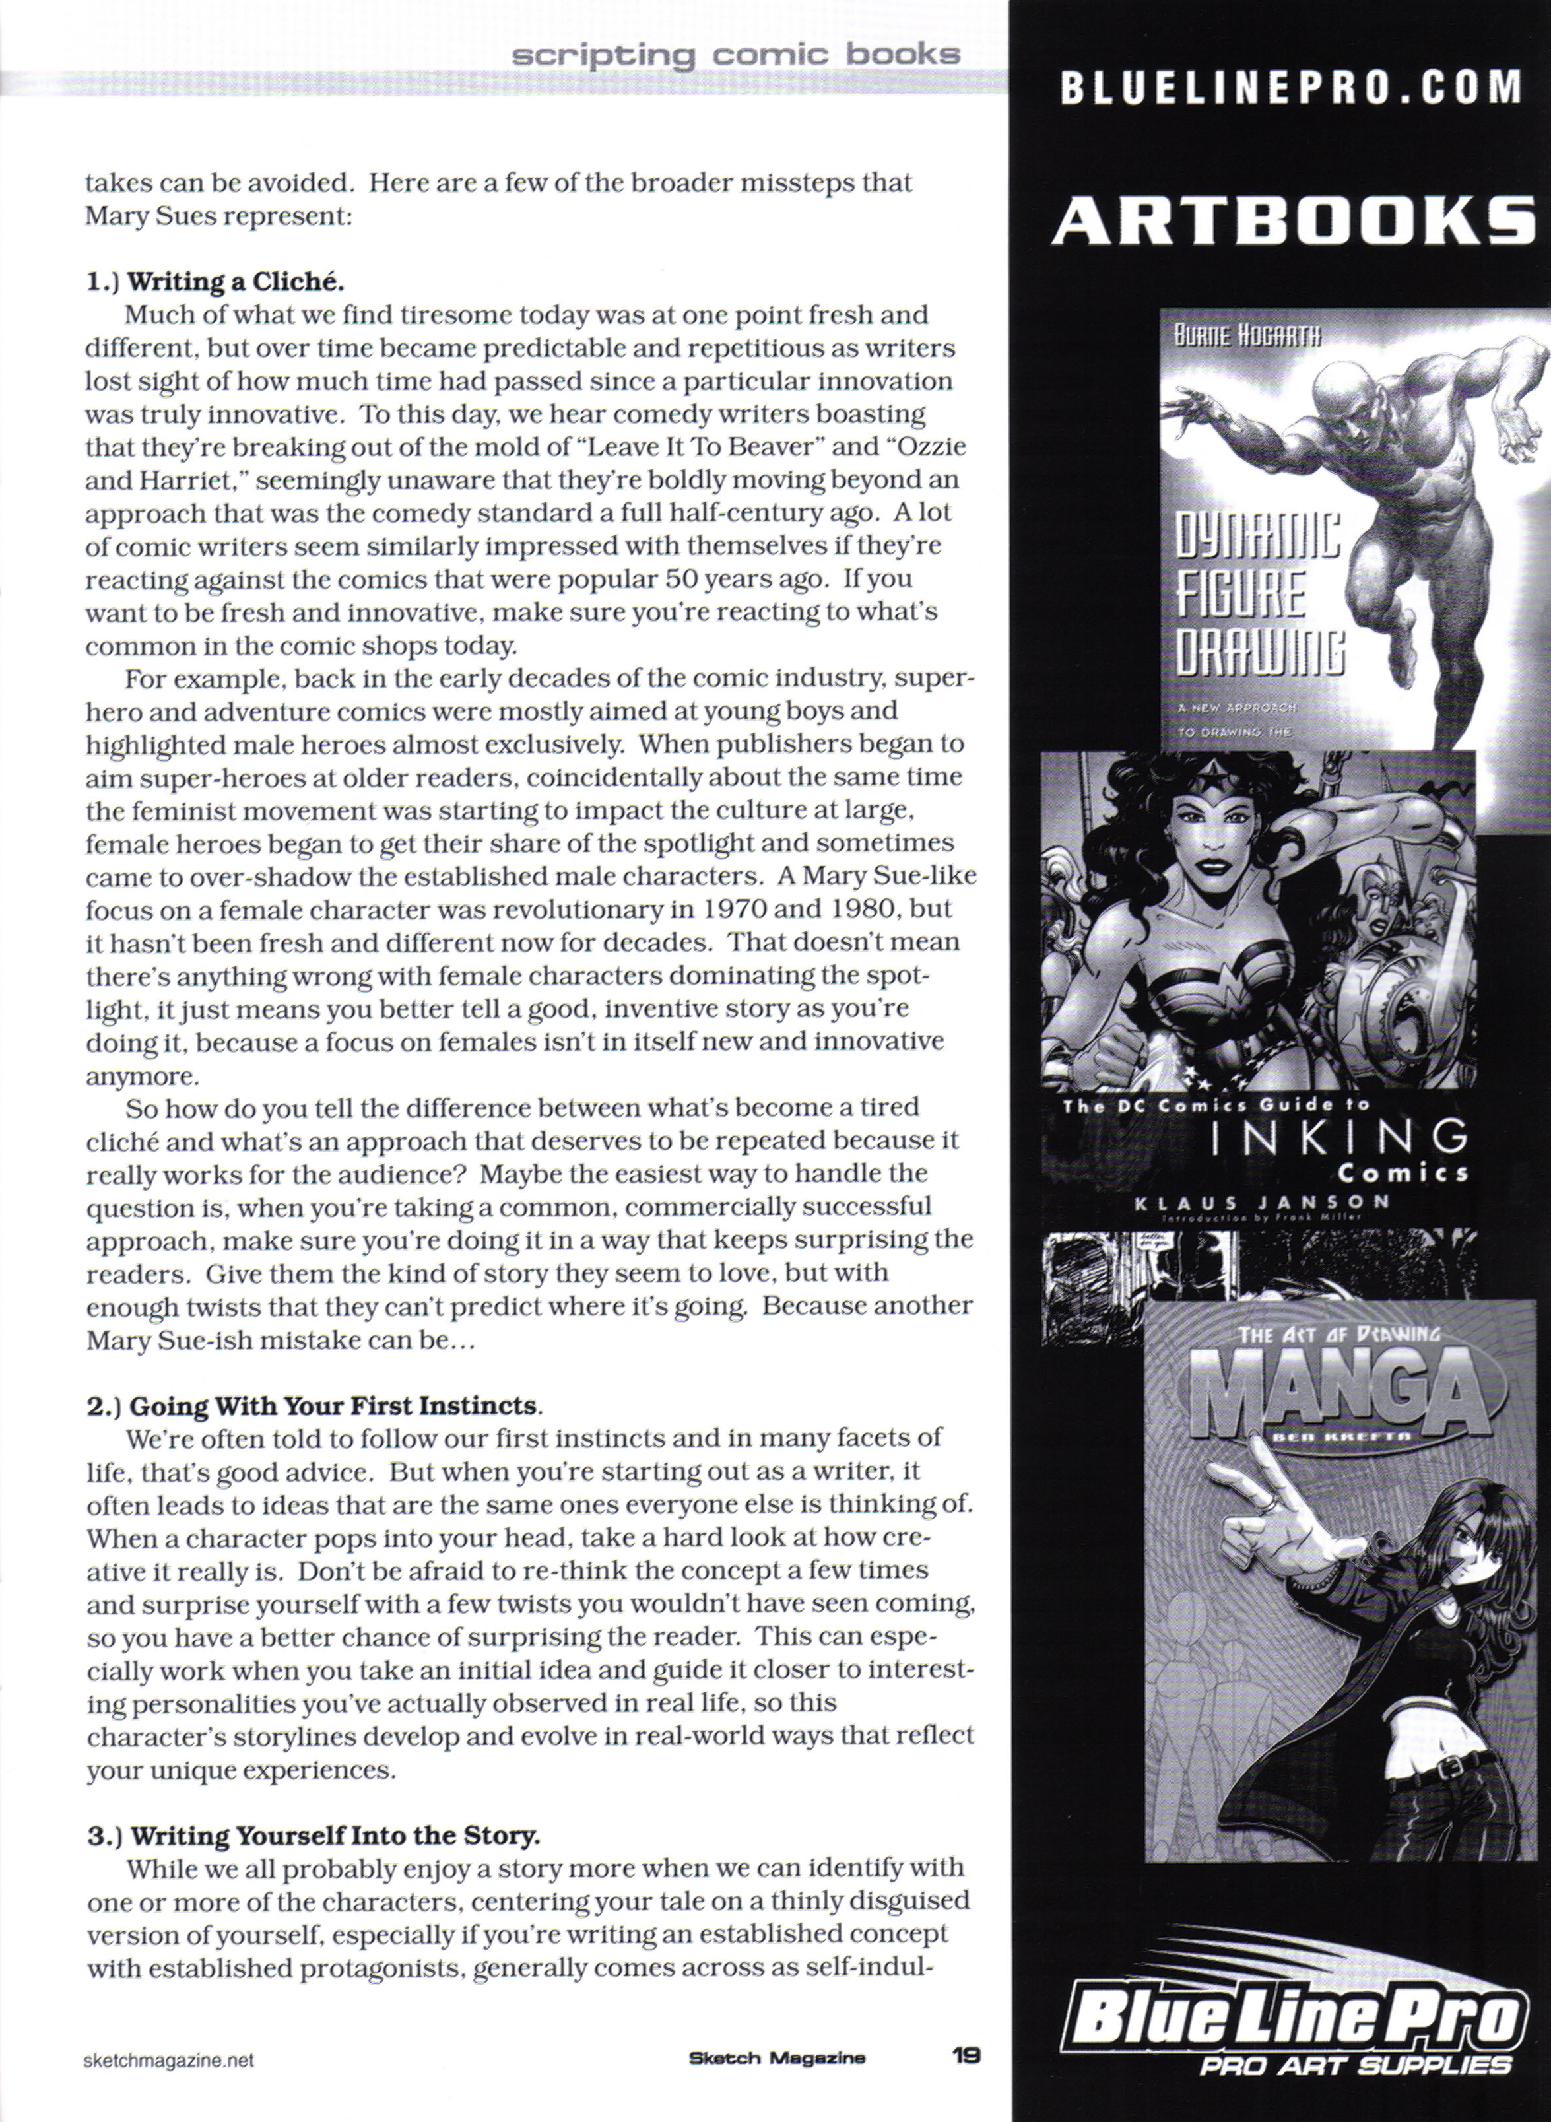 scripting comic books
takes can be avoided. Here are a few of the broader missteps that
Mary Sues represent:
1.) Writing a Cliché.
Much of what we find tiresome today was at one point fresh and
different, but over time became predictable and repetitious as writers
lost sight of how much time had passed since a particular innovation
was truly innovative. To this day, we hear comedy writers boasting
that they're breaking out of the mold of "Leave It To Beaver" and "Ozzie
and Harriet," seemingly unaware that they're boldly moving beyond an
approach that was the comedy standard a full half-century ago. A lot
of comic writers seem similarly impressed with themselves if they're
reacting against the comics that were popular 50 years ago. If you
want to be fresh and innovative, make sure you're reacting to what's
common in the comic shops today.
For example, back in the early decades of the comic industry, super-
hero and adventure comics were mostly aimed at young boys and
highlighted male heroes almost exclusively. When publishers began to
aim super-heroes at older readers, coincidentally about the same time
the feminist movement was starting to impact the culture at large,
female heroes began to get their share of the spotlight and sometimes
came to over-shadow the established male characters. A Mary Sue-like
focus on a female character was revolutionary in 1970 and 1980, but
it hasn't been fresh and different now for decades. That doesn't mean
there's anything wrong with female characters dominating the spot-
light, it just means you better tell a good, inventive story as you're
doing it, because a focus on females isn't in itself new and innovative
anymore.
So how do you tell the difference between what's become a tired
cliché and what's an approach that deserves to be repeated because it
really works for the audience? Maybe the easiest way to handle the
question is, when you're taking a common, commercially successful
approach, make sure you're doing it in a way that keeps surprising the
readers. Give them the kind of story they seem to love, but with
enough twists that they can't predict where it's going. Because another
Mary Sue-ish mistake can be...
2.) Going With Your First Instincts.
We're often told to follow our first instincts and in many facets of
life, that's good advice. But when you're starting out as a writer, it
often leads to ideas that are the same ones everyone else is thinking of.
When a character pops into your head, take a hard look at how cre-
ative it really is. Don't be afraid to re-think the concept a few times
and surprise yourself with a few twists you wouldn't have seen coming,
so you have a better chance of surprising the reader. This can espe-
cially work when you take an initial idea and guide it closer to interest-
ing personalities you've actually observed in real life, so this
character's storylines develop and evolve in real-world ways that reflect
your unique experiences.
3.) Writing Yourself Into the Story.
While we all probably enjoy a story more when we can identify with
one or more of the characters, centering your tale on a thinly disguised
version of yourself, especially if you're writing an established concept
with established protagonists, generally comes across as self-indul-
sketchmagazine.net
Sketch Magazine 19
BLUELINEPRO.COM
ARTBOOKS
BURNE HOGARTH
DYNAMIC
FIGURE
DRAWING
A NEW APPROACH
TO DRAWING THE
The DC Comics Guide to
INKING
Comics
KLAUS JANSON
Introduction by Frank Miller
THE ART OF DRAWING
MANGA
BEN KREFTA
Blue Line Pro
PRO ART SUPPLIES